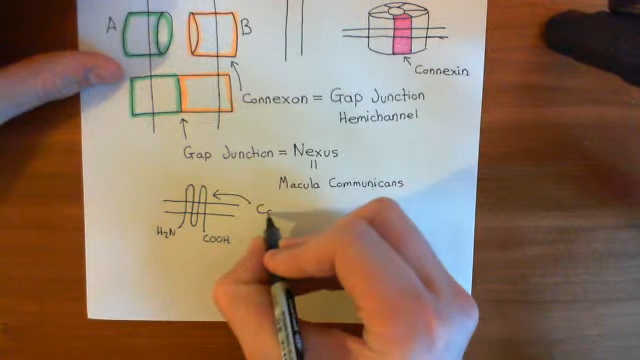 A
B
Connexin
Connexon = Gap Junction
Hemichannel
Gap Junction = Nexus
=
Macula Communicans
H₂N
COOH